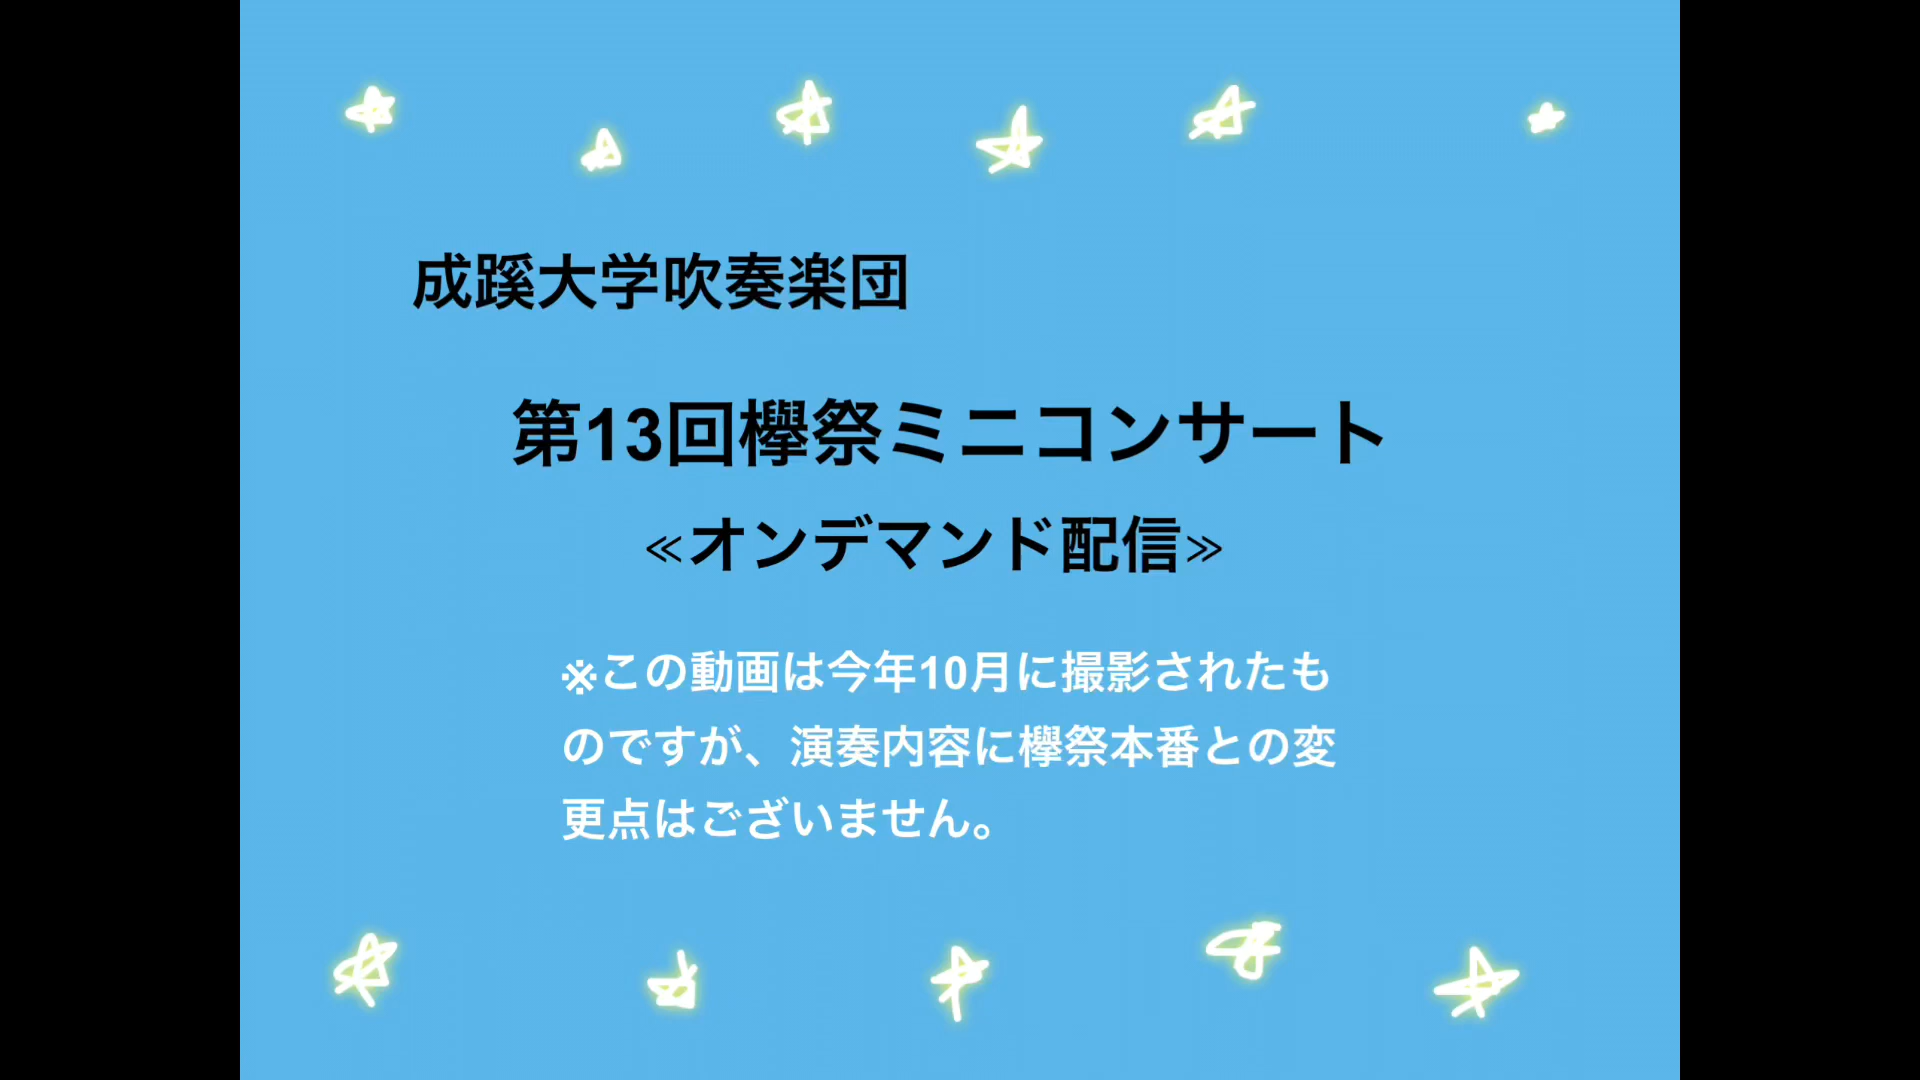 成蹊大学吹奏楽団
第13回欅祭ミニコンサート
≪オンデマンド配信≫
※この動画は今年10月に撮影されたも
のですが、演奏内容に欅祭本番との変
更点はございません。